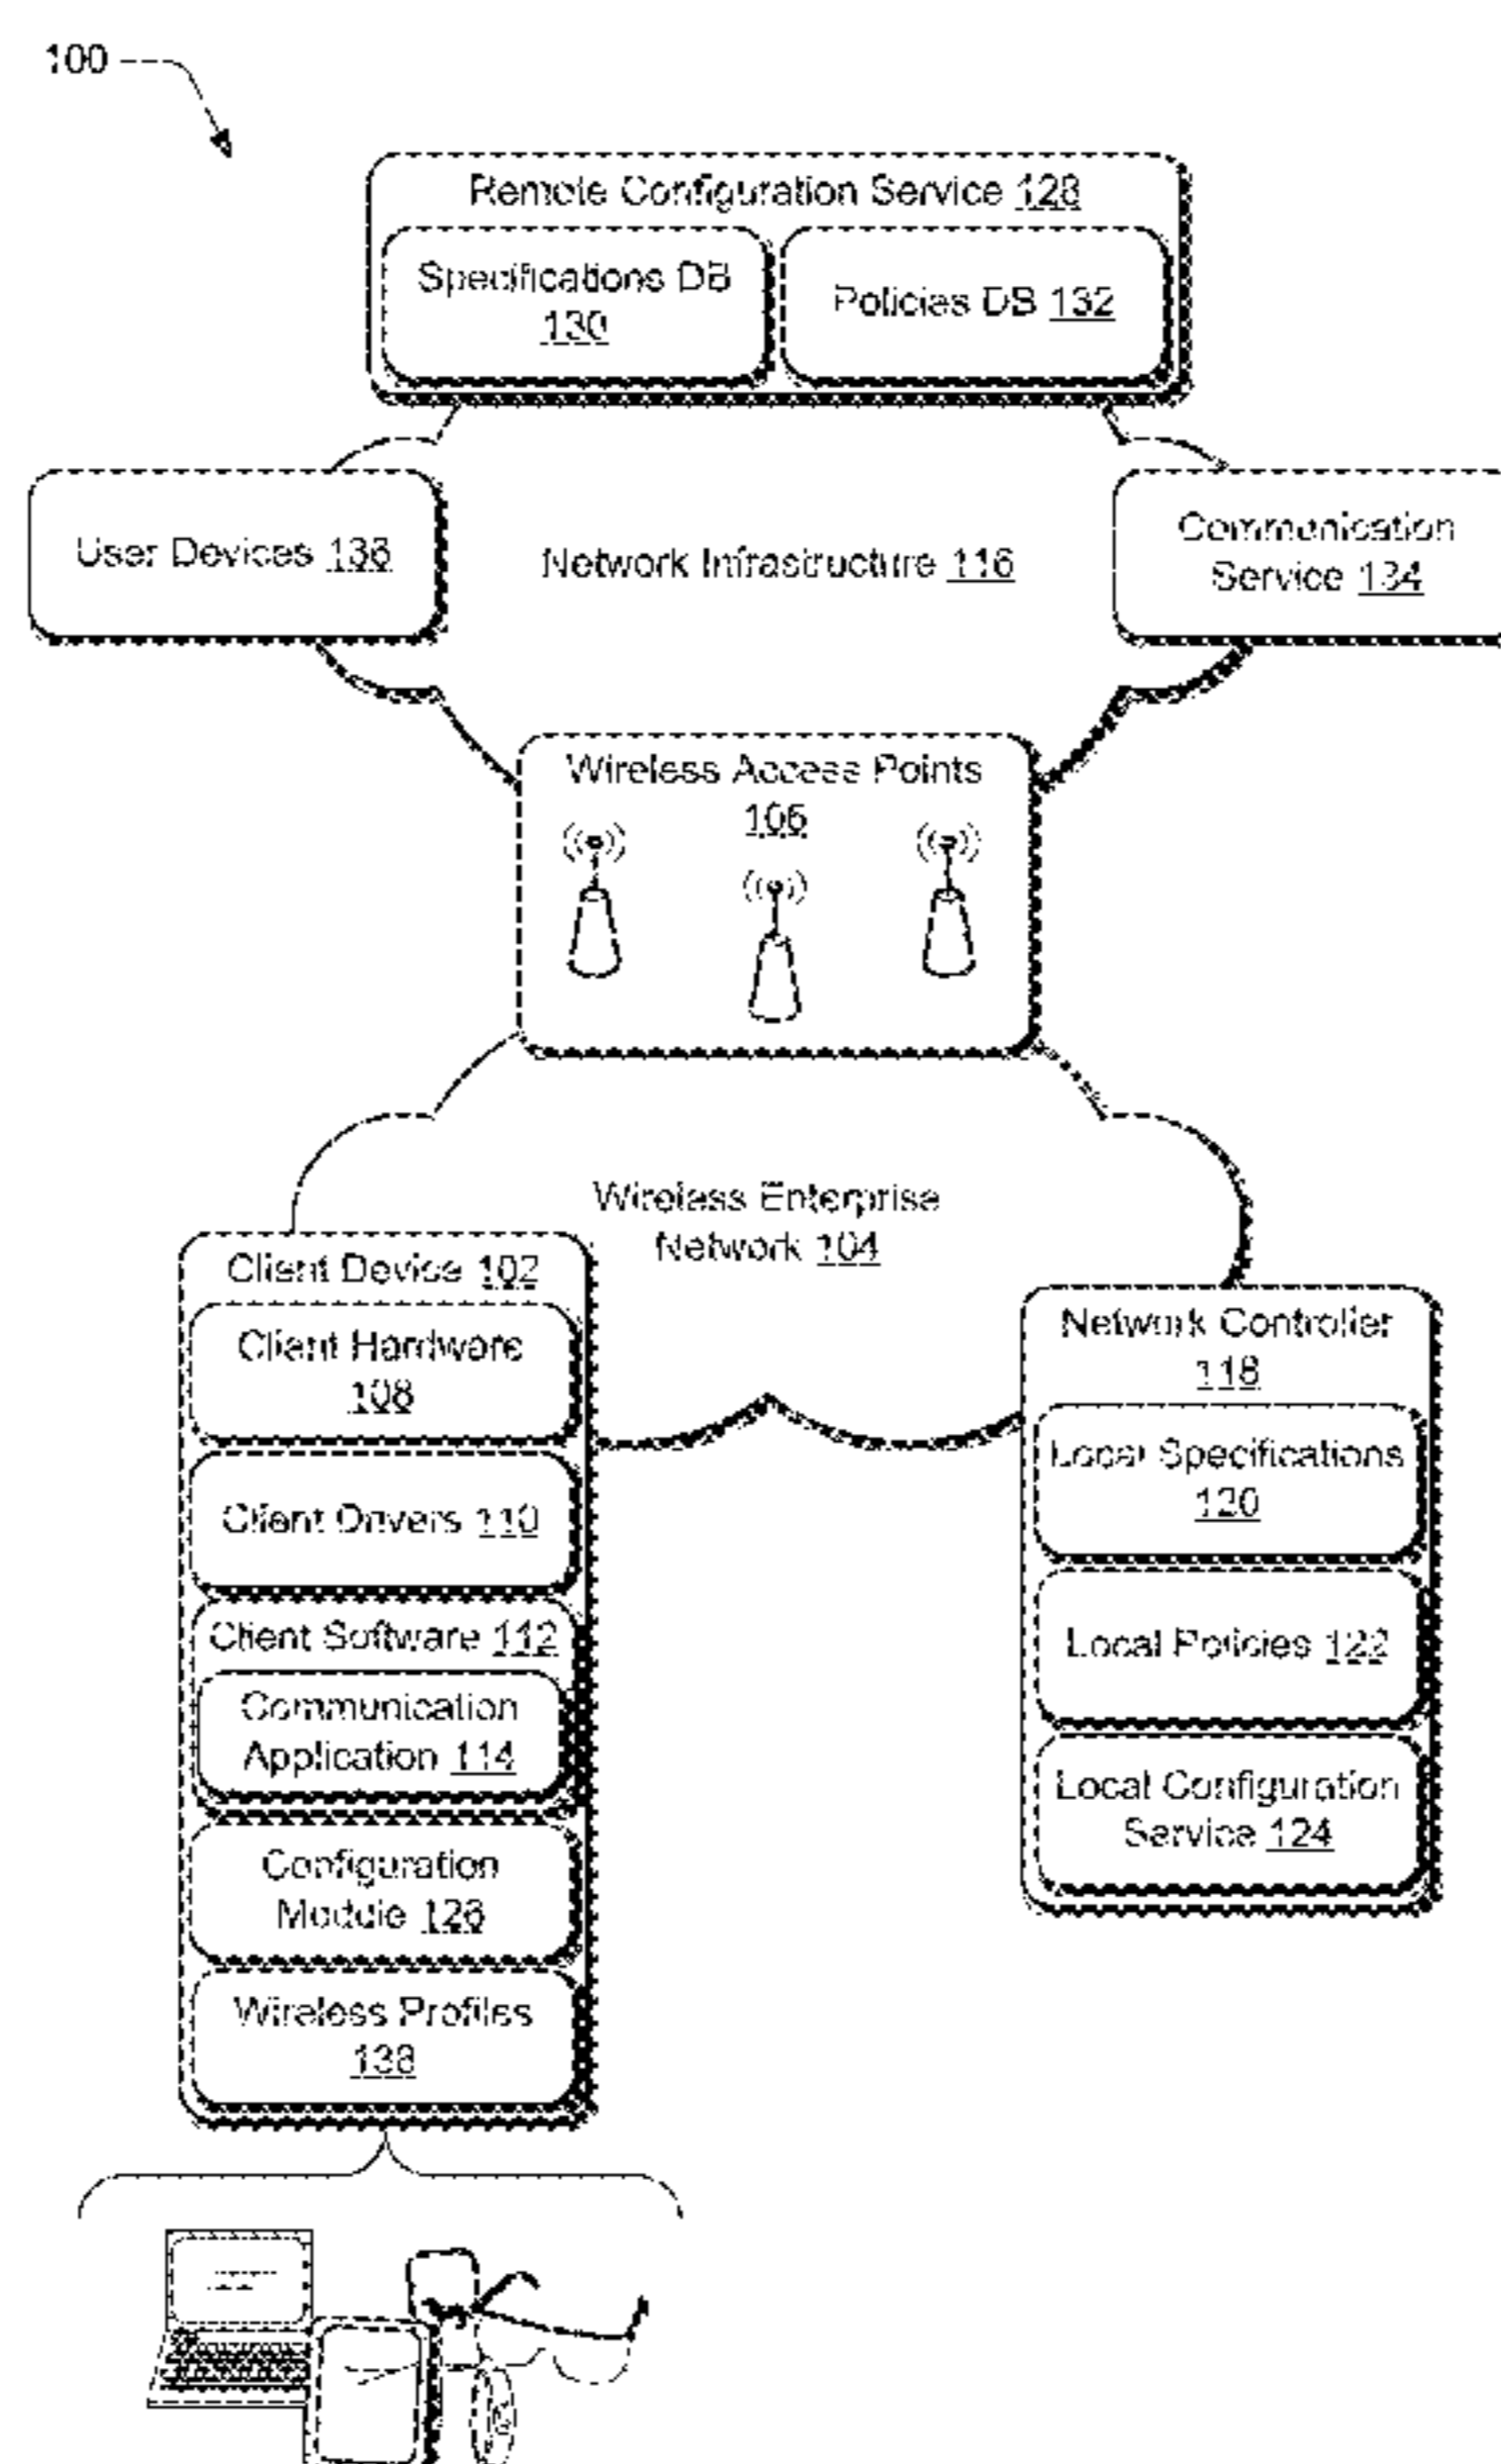 100
Remote Configuration Service 128
Specifications DB
130
Policies DB 132
User Devices 136
Network Infrastructure 116
Communication
Service 134
Wireless Access Points
106
Wireless Enterprise
Network 104
Client Device 102
Client Hardware
108
Client Drivers 110
Client Software 112
Communication
Application 114
Configuration
Module 126
Wireless Profiles
138
Network Controller
118
Local Specifications
120
Local Policies 122
Local Configuration
Service 124